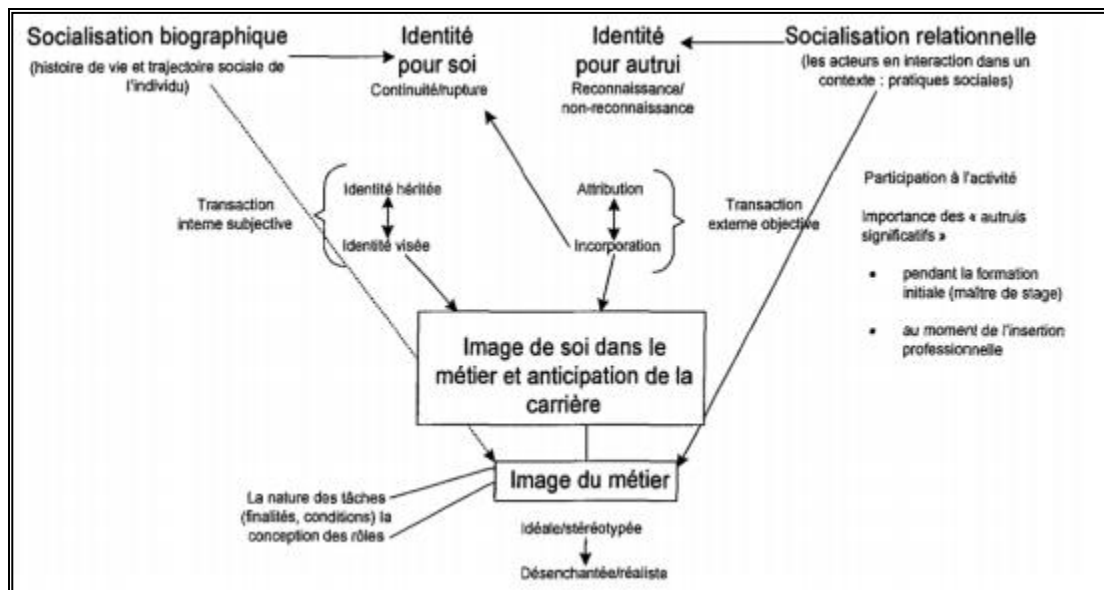 Socialisation biographique
(histoire de vie et trajectoire sociale de
l'individu)
Identité
pour soi
Continuité/rupture
Identité
pour autrui
Reconnaissance/
non-reconnaissance
Socialisation relationnelle
(les acteurs en interaction dans un
contexte : pratiques sociales)
Transaction
interne subjective
Identité héritée
Identité visée
Attribution
Incorporation
Transaction
externe objective
Participation à l'activité
Importance des « autruis
significatifs »
• pendant la formation
initiale (maître de stage)
• au moment de l'insertion
professionnelle
Image de soi dans le
métier et anticipation de la
carrière
Image du métier
La nature des tâches
(finalités, conditions) la
conception des rôles
Idéale/stéréotypée
Désenchantée/réaliste